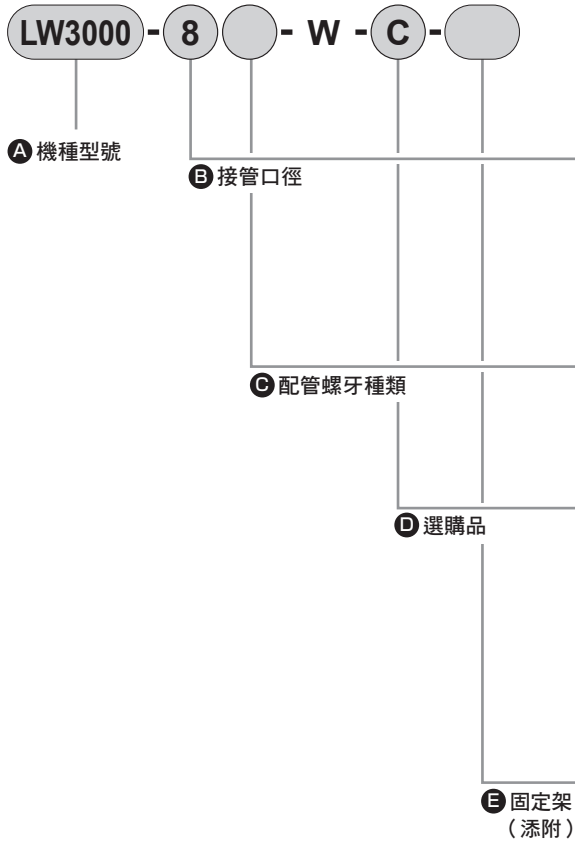 LW3000 - 8 - W - C -
A 機種型號
B 接管口徑
C 配管螺牙種類
D 選購品
E 固定架
(添附)